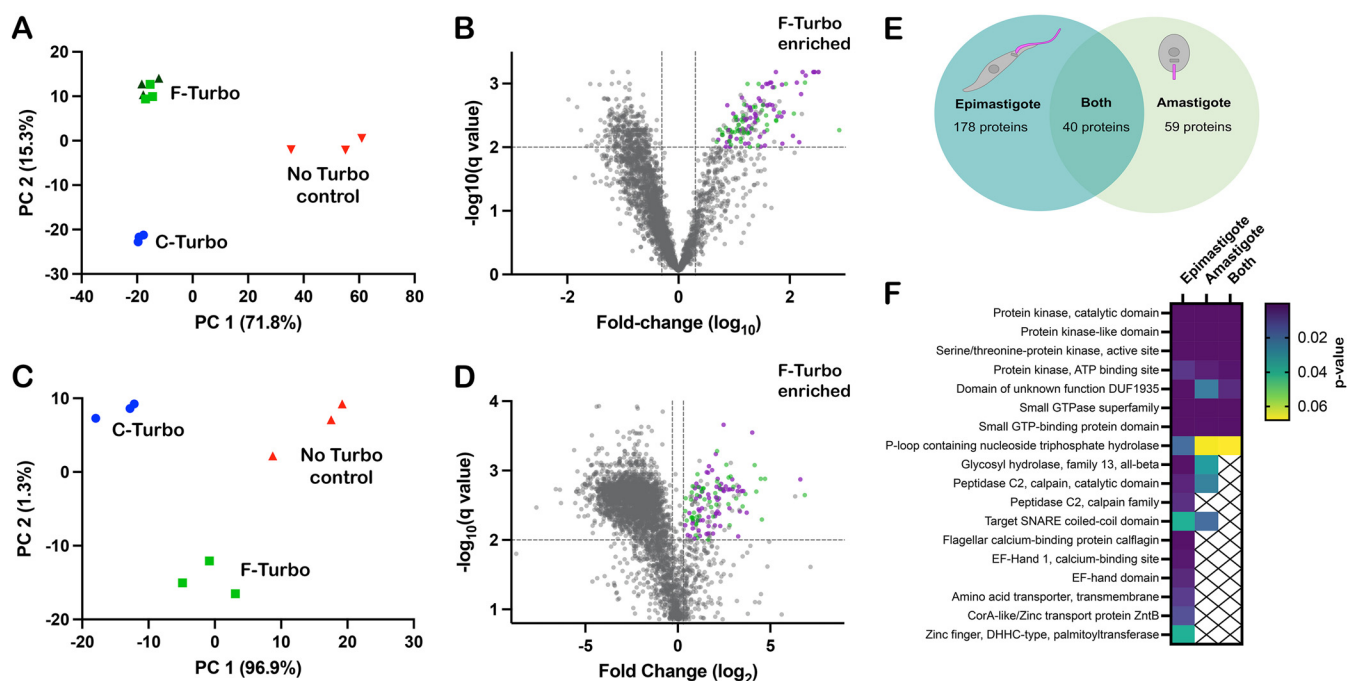 A
20
10
0
-10
-20
-30
-40
-20
0
20
40
60
80
PC 2 (15.3%)
PC 1 (71.8%)
F-Turbo
No Turbo
control
C-Turbo
B
F-Turbo
enriched
3
2
1
0
-2
0
2
-log10(q value)
Fold-change (log10)
C
20
10
0
-10
-20
-20
-10
0
10
20
30
PC 2 (1.3%)
PC 1 (96.9%)
C-Turbo
No Turbo
control
F-Turbo
D
F-Turbo
enriched
4
3
2
1
-5
0
5
-log10(q value)
Fold Change (log2)
E
Epimastigote
178 proteins
Both
40 proteins
Amastigote
59 proteins
F
Epimastigote
Amastigote
Both
Protein kinase, catalytic domain
Protein kinase-like domain
Serine/threonine-protein kinase, active site
Protein kinase, ATP binding site
Domain of unknown function DUF1935
Small GTPase superfamily
Small GTP-binding protein domain
P-loop containing nucleoside triphosphate hydrolase
Glycosyl hydrolase, family 13, all-beta
Peptidase C2, calpain, catalytic domain
Peptidase C2, calpain family
Target SNARE coiled-coil domain
Flagellar calcium-binding protein calflagin
EF-Hand 1, calcium-binding site
EF-hand domain
Amino acid transporter, transmembrane
CorA-like/Zinc transport protein ZntB
Zinc finger, DHHC-type, palmitoyltransferase
0.02
0.04
0.06
p-value